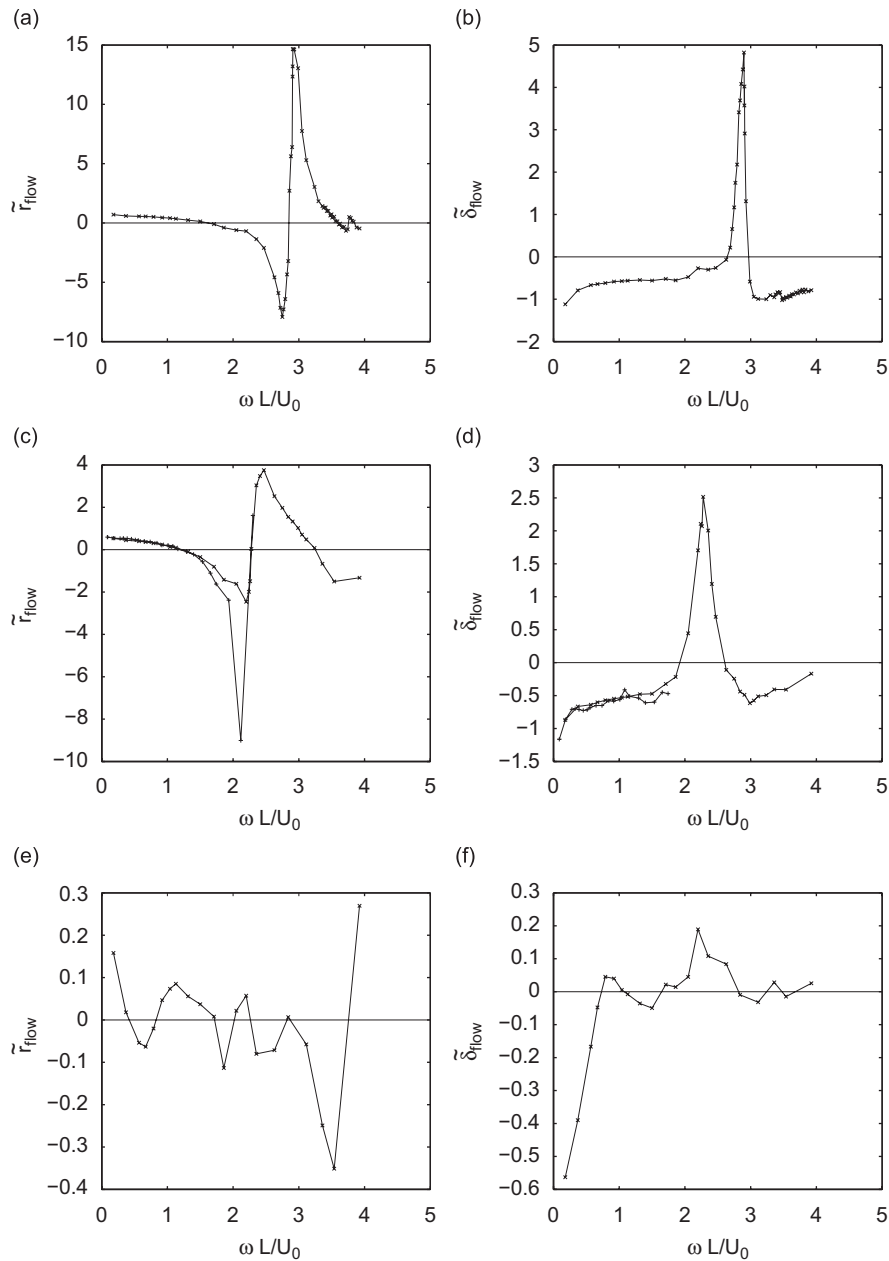 (a)
15
10
5
0
−5
−10
r̃flow
0 1 2 3 4 5
ω L/U0
(b)
5
4
3
2
1
0
−1
−2
δ̃flow
0 1 2 3 4 5
ω L/U0
(c)
4
2
0
−2
−4
−6
−8
−10
r̃flow
0 1 2 3 4 5
ω L/U0
(d)
3
2.5
2
1.5
1
0.5
0
−0.5
−1
−1.5
δ̃flow
0 1 2 3 4 5
ω L/U0
(e)
0.3
0.2
0.1
0
−0.1
−0.2
−0.3
−0.4
r̃flow
0 1 2 3 4 5
ω L/U0
(f)
0.3
0.2
0.1
0
−0.1
−0.2
−0.3
−0.4
−0.5
−0.6
δ̃flow
0 1 2 3 4 5
ω L/U0